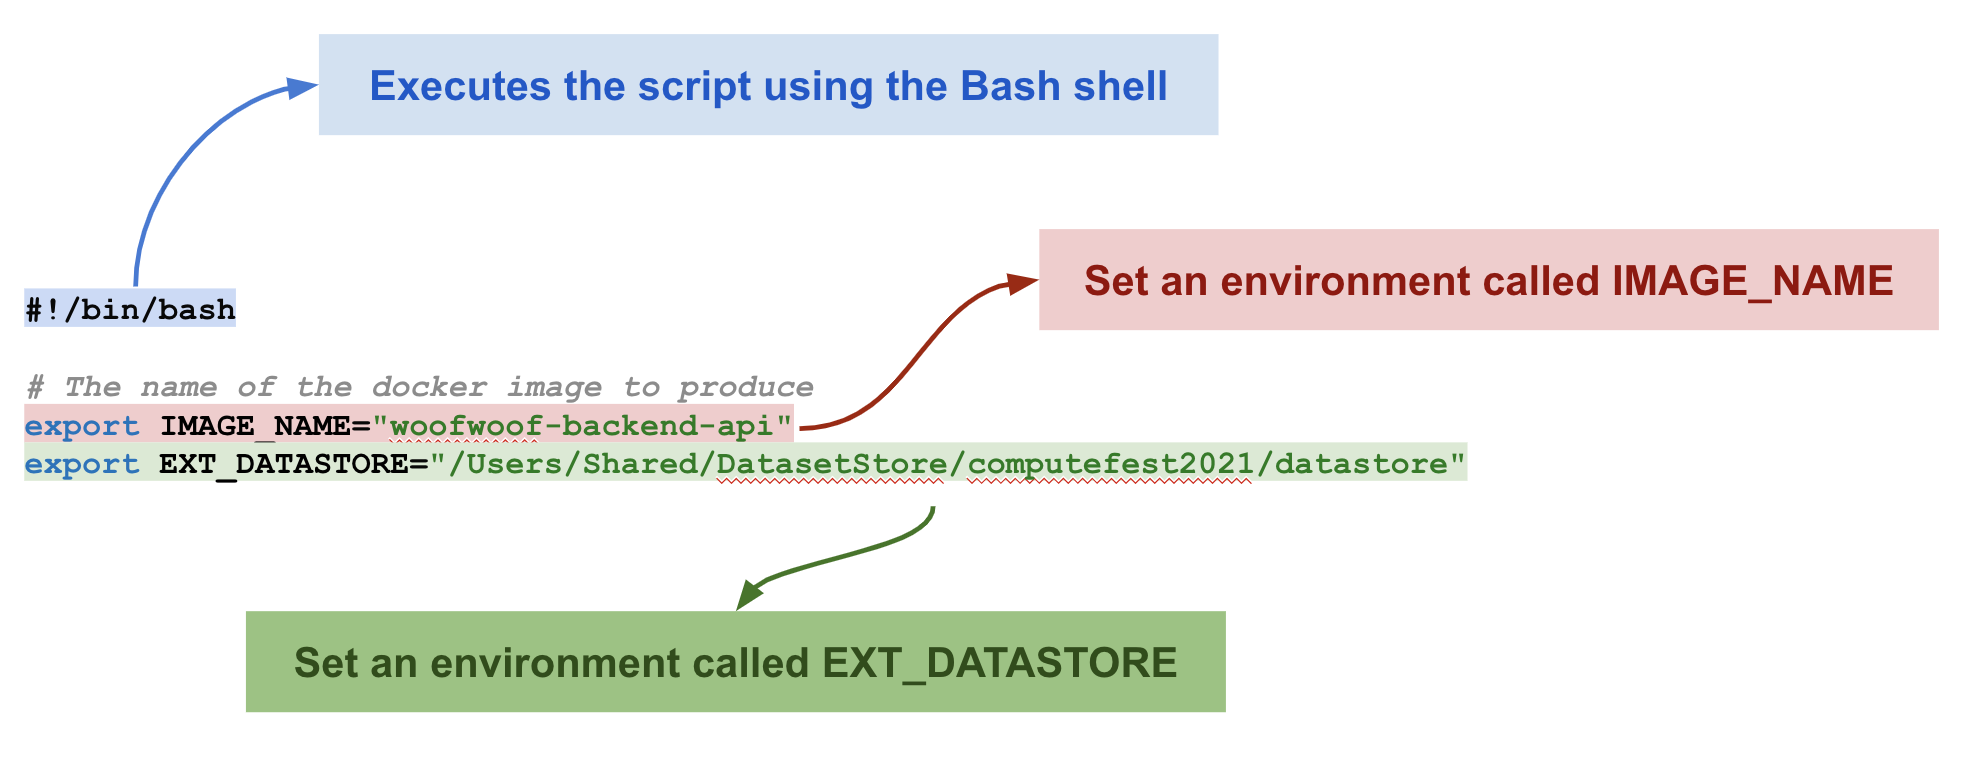 Executes the script using the Bash shell
Set an environment called IMAGE_NAME
#!/bin/bash
# The name of the docker image to produce
export IMAGE_NAME="woofwoof-backend-api"
export EXT_DATASTORE="/Users/Shared/DatasetStore/computefest2021/datastore"
Set an environment called EXT_DATASTORE